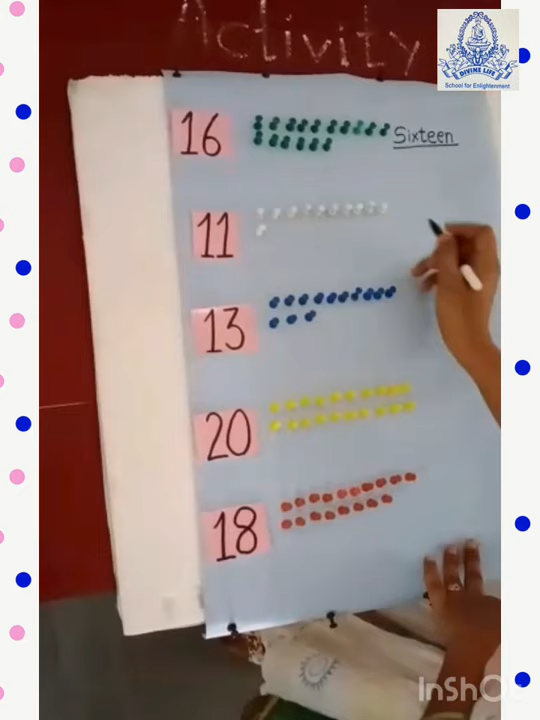 Activity
DIVINE LIFE
School for Enlightenment
16 Sixteen
11
13
20
18
InShOt